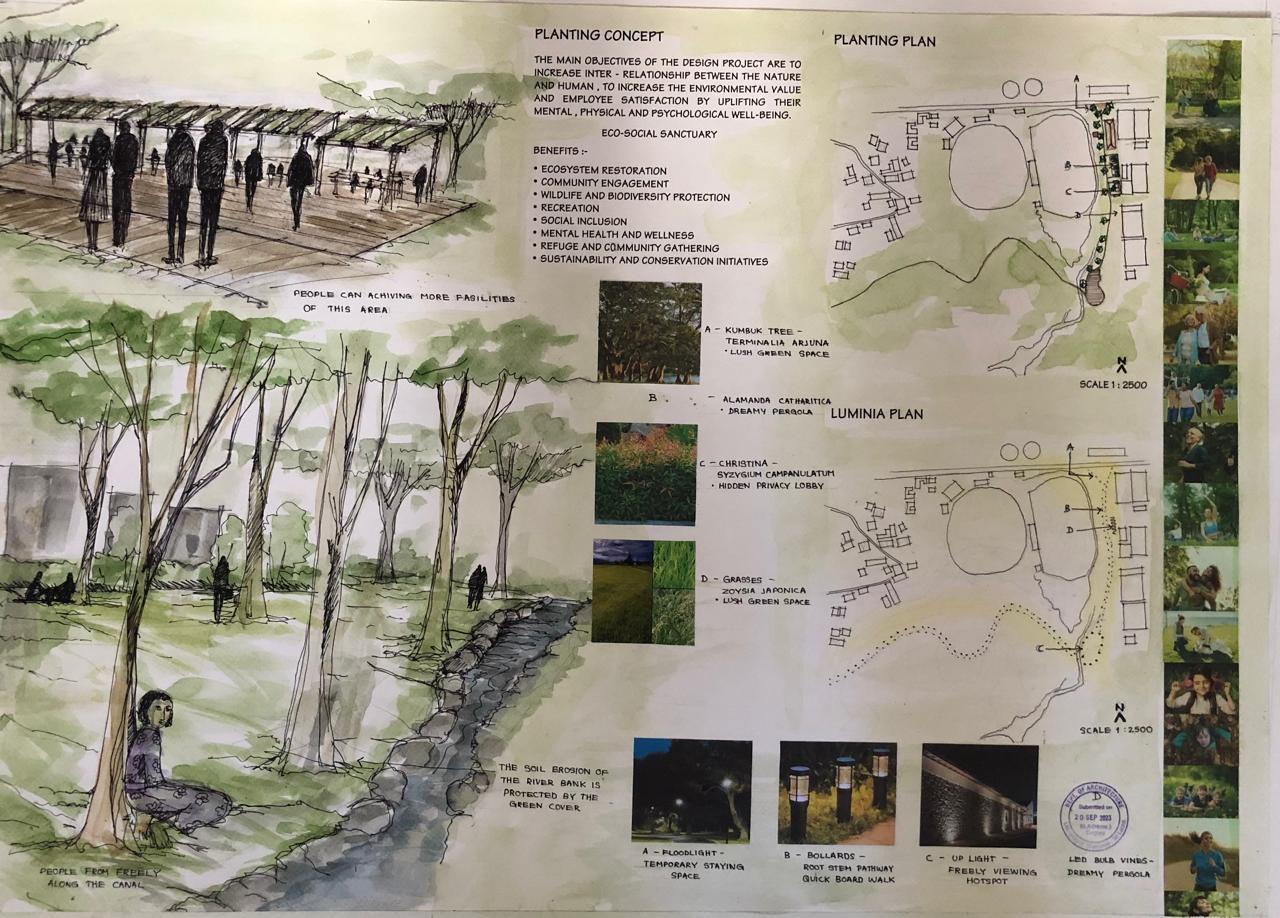 PLANTING CONCEPT
THE MAIN OBJECTIVES OF THE DESIGN PROJECT ARE TO
INCREASE INTER - RELATIONSHIP BETWEEN THE NATURE
AND HUMAN , TO INCREASE THE ENVIRONMENTAL VALUE
AND EMPLOYEE SATISFACTION BY UPLIFTING THEIR
MENTAL , PHYSICAL AND PSYCHOLOGICAL WELL-BEING.
ECO-SOCIAL SANCTUARY
BENEFITS :-
• ECOSYSTEM RESTORATION
• COMMUNITY ENGAGEMENT
• WILDLIFE AND BIODIVERSITY PROTECTION
• RECREATION
• SOCIAL INCLUSION
• MENTAL HEALTH AND WELLNESS
• REFUGE AND COMMUNITY GATHERING
• SUSTAINABILITY AND CONSERVATION INITIATIVES
PEOPLE CAN ACHIVING MORE FASILITIES
OF THIS AREA
A - KUMBUK TREE -
TERMINALIA ARJUNA
• LUSH GREEN SPACE
B - ALAMANDA CATHARITICA
• DREAMY PERGOLA
C - CHRISTINA -
SYZYGIUM CAMPANULATUM
• HIDDEN PRIVACY LOBBY
D - GRASSES -
ZOYSIA JAPONICA
• LUSH GREEN SPACE
PLANTING PLAN
A
B
C
D
N
SCALE 1 : 2500
LUMINIA PLAN
A
B
D
C
N
SCALE 1 : 2500
THE SOIL EROSION OF
THE RIVER BANK IS
PROTECTED BY THE
GREEN COVER
PEOPLE FROM FREELY
ALONG THE CANAL
A - FLOODLIGHT -
TEMPORARY STAYING
SPACE
B - BOLLARDS -
ROOT STEM PATHWAY
QUICK BOARD WALK
C - UP LIGHT -
FREELY VIEWING
HOTSPOT
D
DEPT. OF ARCHITECTURE
Submitted on
20 SEP 2023
LED BULB VINES-
DREAMY PERGOLA